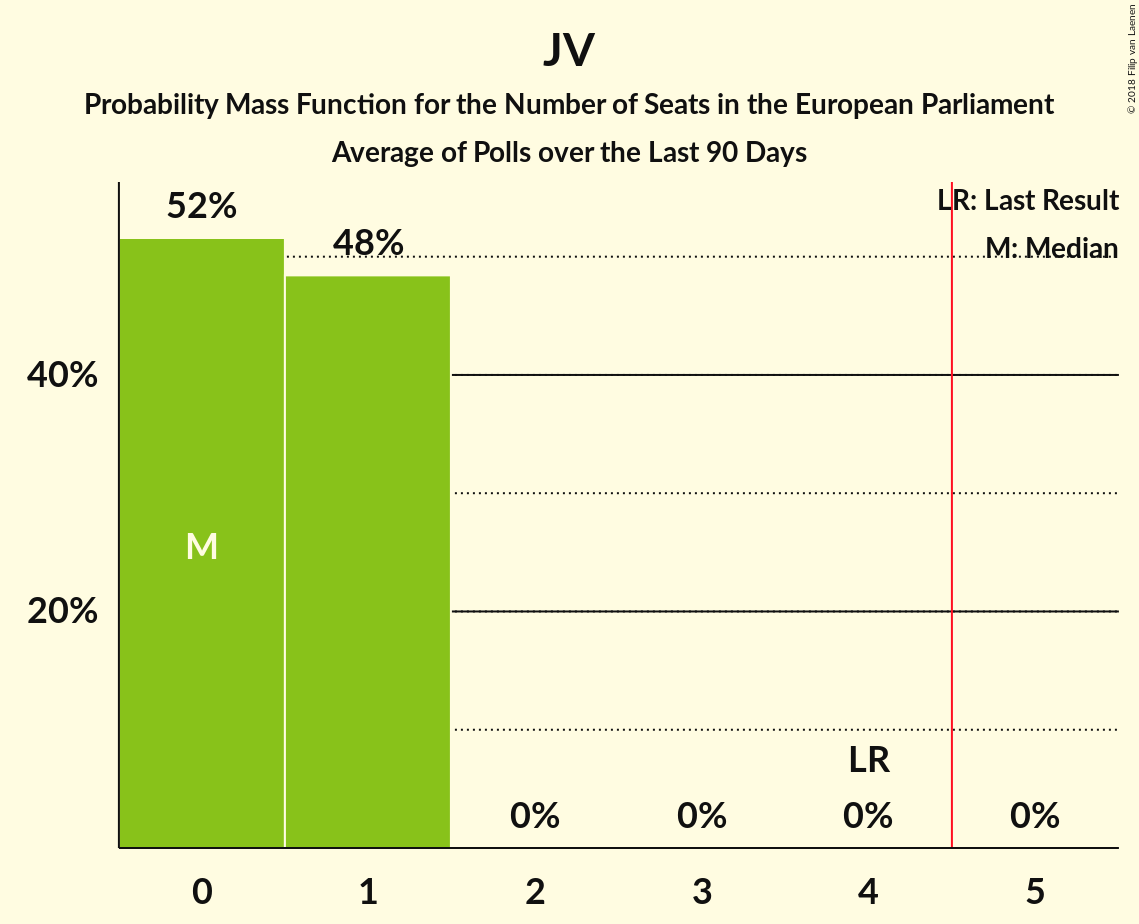 JV
Probability Mass Function for the Number of Seats in the European Parliament
Average of Polls over the Last 90 Days
© 2018 Filip van Laenen
LR: Last Result
M: Median
52%
48%
40%
20%
M
LR
0%
0%
0%
0%
0
1
2
3
4
5